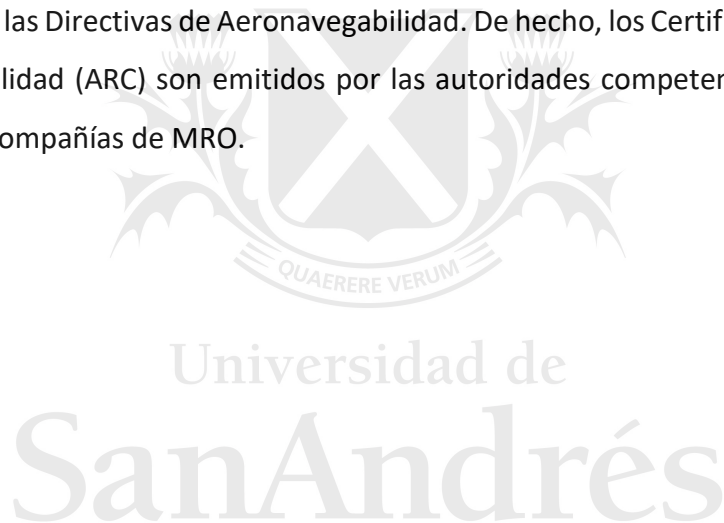 las Directivas de Aeronavegabilidad. De hecho, los Certif
ilidad (ARC) son emitidos por las autoridades competen
ompañías de MRO.
QUAERERE VERUM
Universidad de
SanAndrés